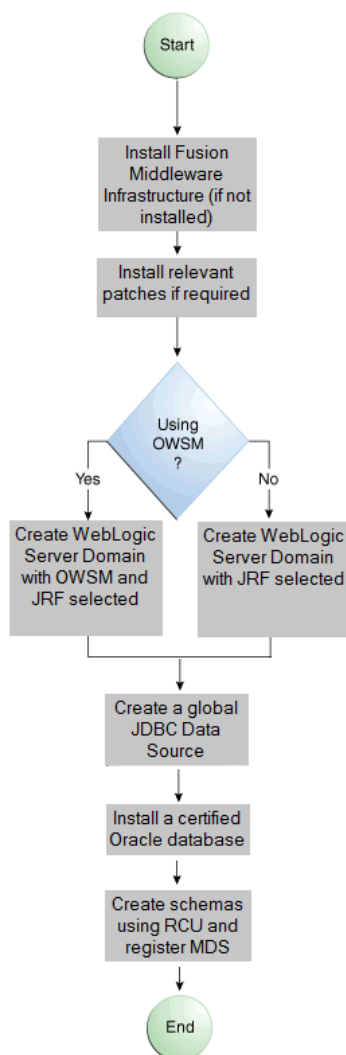 Start
Install Fusion
Middleware
Infrastructure (if not
installed)
Install relevant
patches if required
Using
OWSM
?
Yes
No
Create WebLogic
Server Domain
with OWSM and
JRF selected
Create WebLogic
Server Domain
with JRF selected
Create a global
JDBC Data
Source
Install a certified
Oracle database
Create schemas
using RCU and
register MDS
End